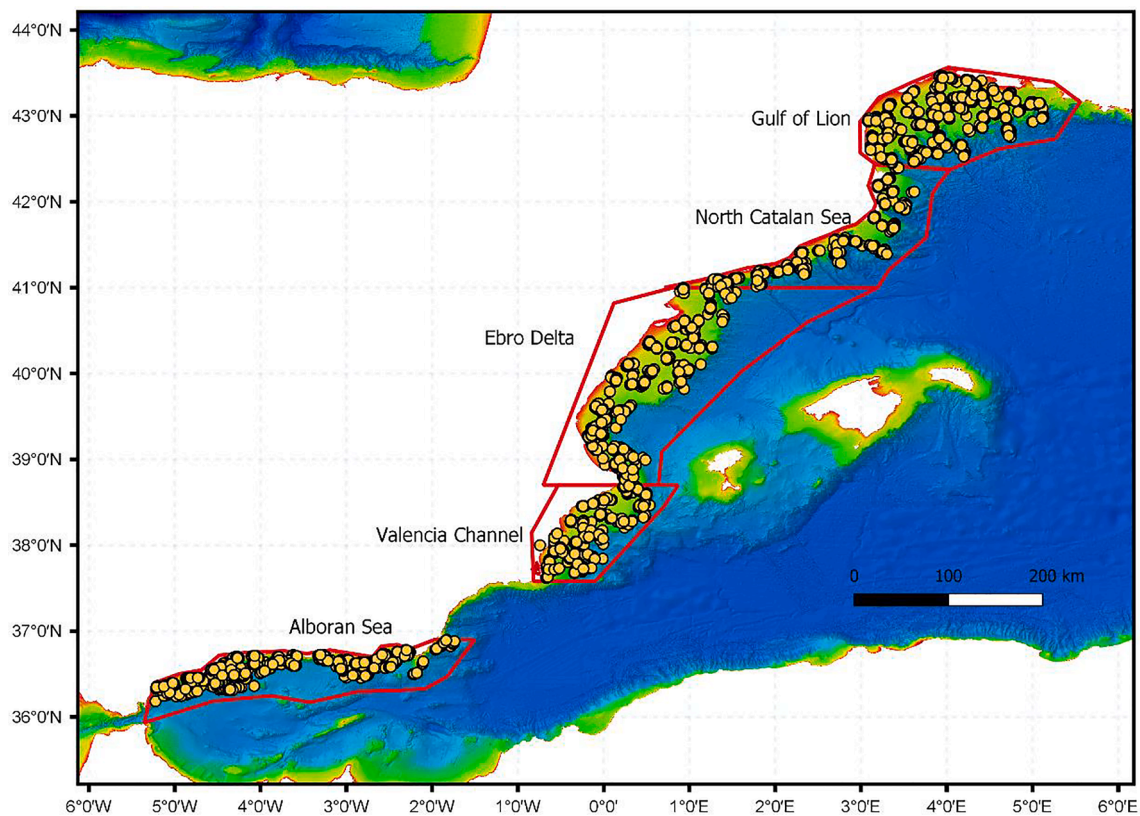 44°0'N
43°0'N
Gulf of Lion
42°0'N
North Catalan Sea
41°0'N
Ebro Delta
40°0'N
39°0'N
Valencia Channel
38°0'N
0 100 200 km
37°0'N
Alboran Sea
36°0'N
6°0'W 5°0'W 4°0'W 3°0'W 2°0'W 1°0'W 0°0' 1°0'E 2°0'E 3°0'E 4°0'E 5°0'E 6°0'E